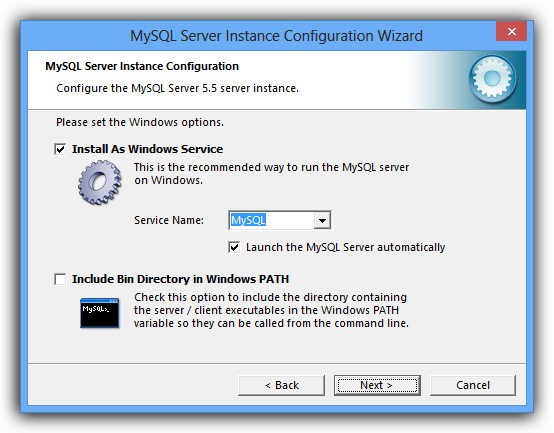 MySQL Server Instance Configuration Wizard
MySQL Server Instance Configuration
Configure the MySQL Server 5.5 server instance.
Please set the Windows options.
Install As Windows Service
This is the recommended way to run the MySQL server
on Windows.
Service Name:
MySQL
Launch the MySQL Server automatically
Include Bin Directory in Windows PATH
MySQL>_
Check this option to include the directory containing
the server / client executables in the Windows PATH
variable so they can be called from the command line.
< Back
Next >
Cancel